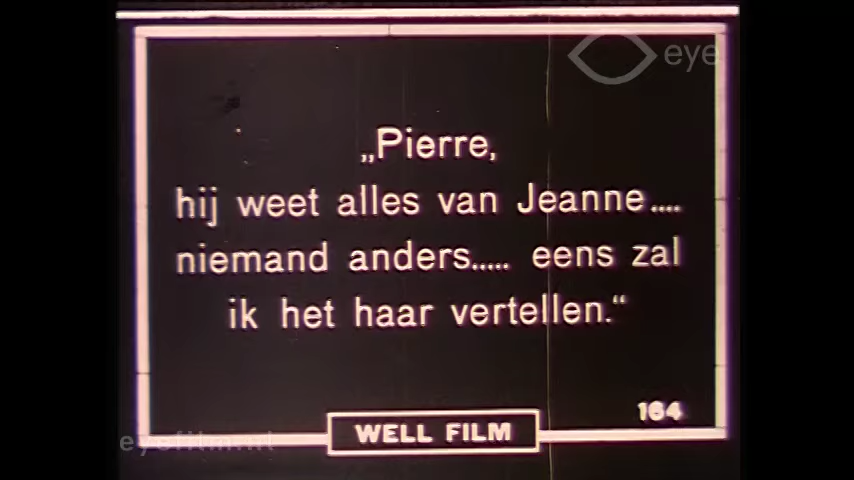 eye
„Pierre,
hij weet alles van Jeanne....
niemand anders..... eens zal
ik het haar vertellen.“
164
WELL FILM
eyefilm.nl